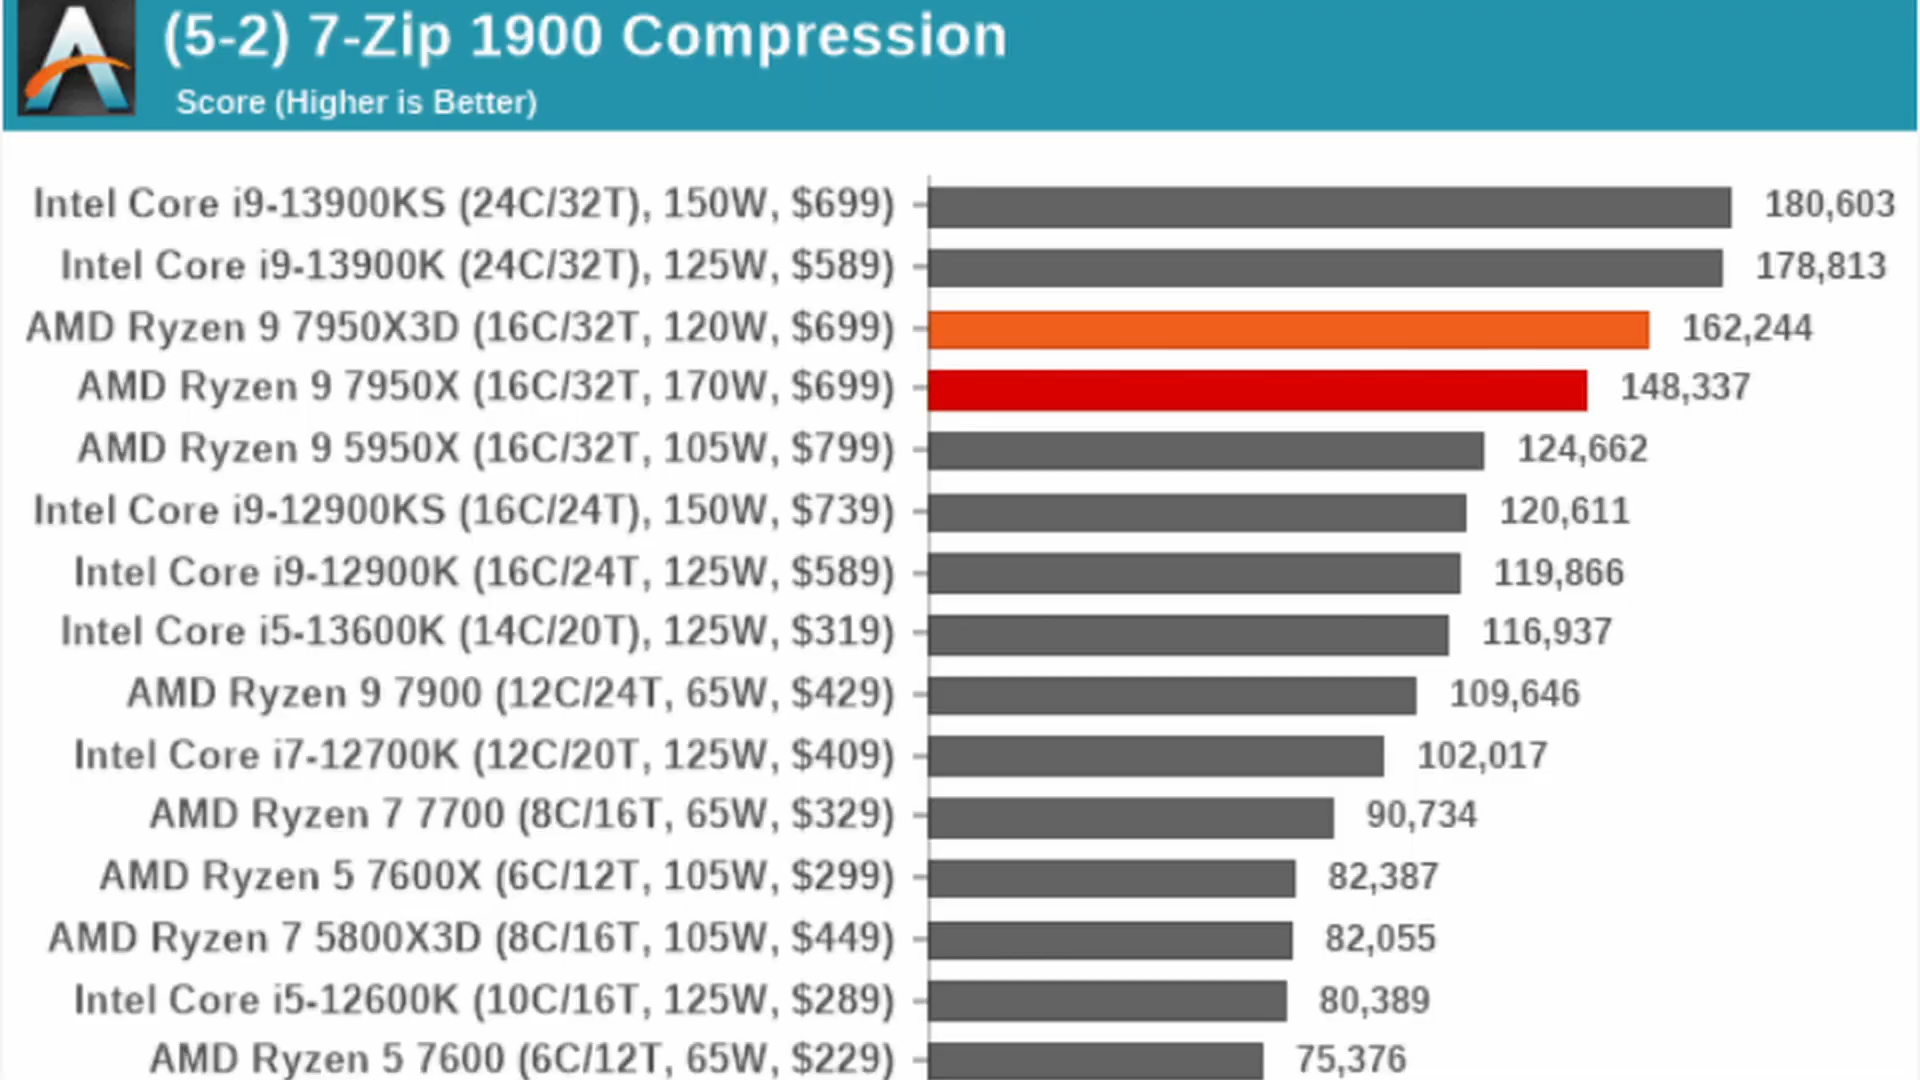 (5-2) 7-Zip 1900 Compression
Score (Higher is Better)
Intel Core i9-13900KS (24C/32T), 150W, $699) 180,603
Intel Core i9-13900K (24C/32T), 125W, $589) 178,813
AMD Ryzen 9 7950X3D (16C/32T, 120W, $699) 162,244
AMD Ryzen 9 7950X (16C/32T, 170W, $699) 148,337
AMD Ryzen 9 5950X (16C/32T, 105W, $799) 124,662
Intel Core i9-12900KS (16C/24T), 150W, $739) 120,611
Intel Core i9-12900K (16C/24T, 125W, $589) 119,866
Intel Core i5-13600K (14C/20T), 125W, $319) 116,937
AMD Ryzen 9 7900 (12C/24T, 65W, $429) 109,646
Intel Core i7-12700K (12C/20T, 125W, $409) 102,017
AMD Ryzen 7 7700 (8C/16T, 65W, $329) 90,734
AMD Ryzen 5 7600X (6C/12T, 105W, $299) 82,387
AMD Ryzen 7 5800X3D (8C/16T, 105W, $449) 82,055
Intel Core i5-12600K (10C/16T, 125W, $289) 80,389
AMD Ryzen 5 7600 (6C/12T, 65W, $229) 75,376